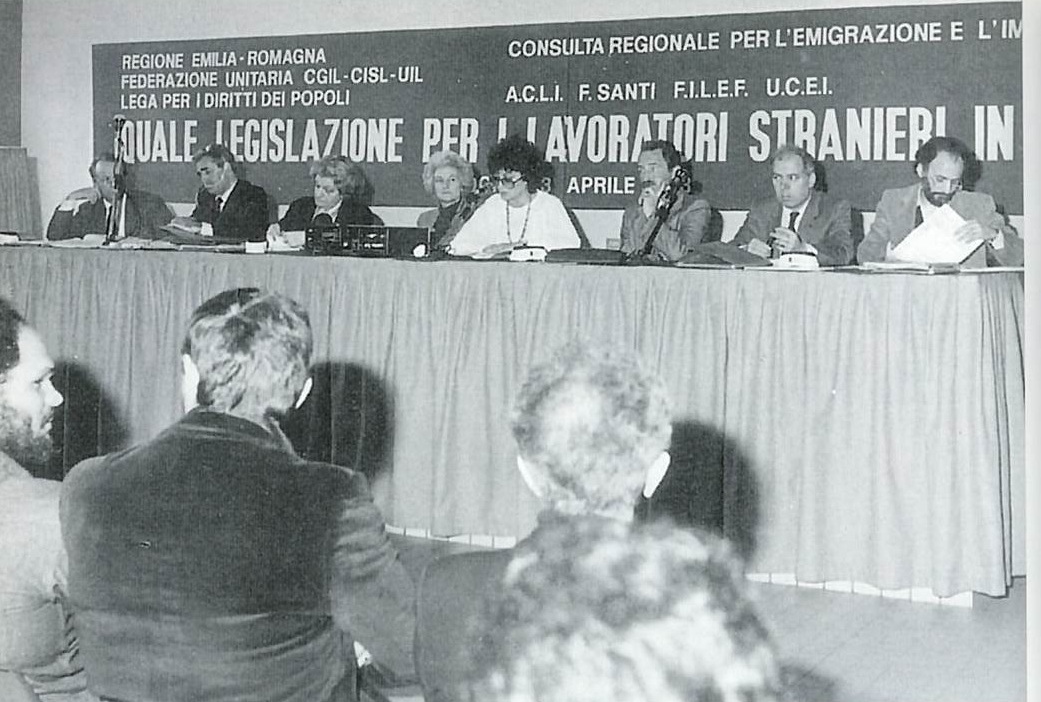 REGIONE EMILIA-ROMAGNA
FEDERAZIONE UNITARIA CGIL-CISL-UIL
LEGA PER I DIRITTI DEI POPOLI
CONSULTA REGIONALE PER L'EMIGRAZIONE E L'IM
A.C.L.I. F. SANTI F.I.L.E.F. U.C.E.I.
QUALE LEGISLAZIONE PER I LAVORATORI STRANIERI IN
APRILE